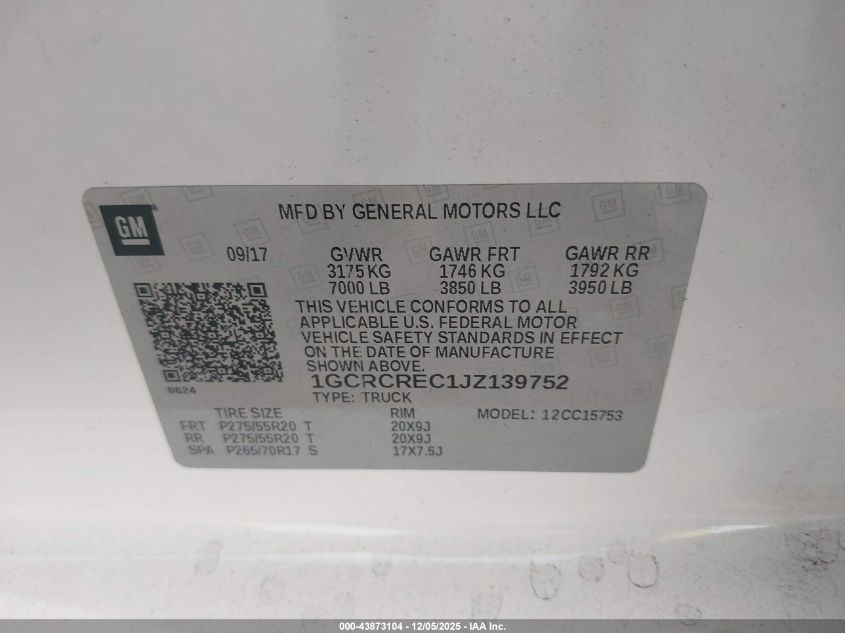 GM
MFD BY GENERAL MOTORS LLC
09/17 GVWR GAWR FRT GAWR RR
3175 KG 1746 KG 1792 KG
7000 LB 3850 LB 3950 LB
THIS VEHICLE CONFORMS TO ALL
APPLICABLE U.S. FEDERAL MOTOR
VEHICLE SAFETY STANDARDS IN EFFECT
ON THE DATE OF MANUFACTURE
SHOWN ABOVE.
8624
1GCRCREC1JZ139752
TYPE: TRUCK
TIRE SIZE RIM MODEL: 12CC15753
FRT P275/55R20 T 20X9J
RR P275/55R20 T 20X9J
SPA P265/70R17 S 17X7.5J
000-43873104 - 12/05/2025 - IAA Inc.